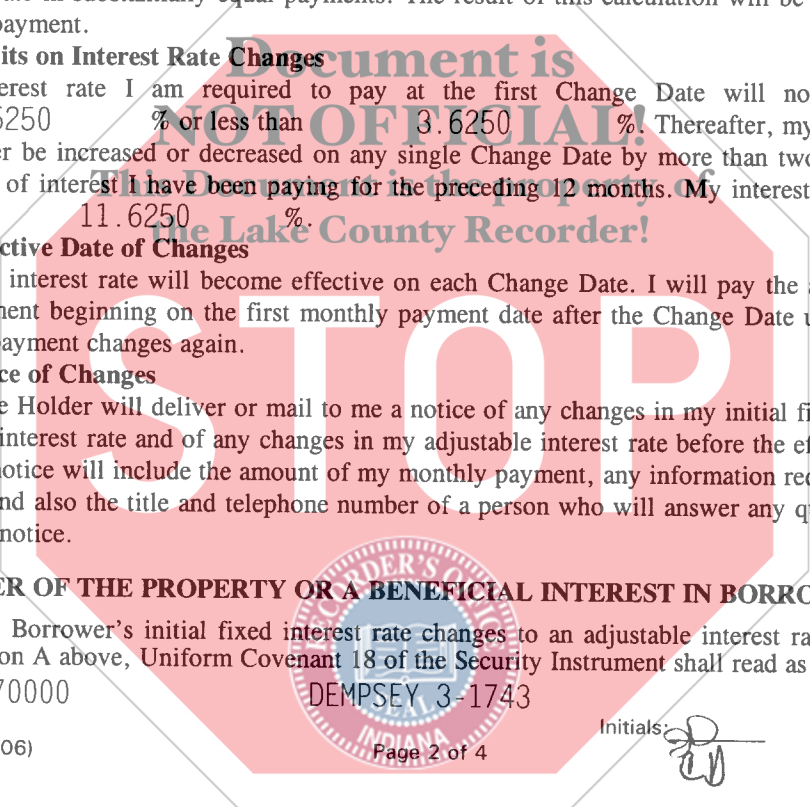 payment.
its on Interest Rate Changes
erest rate I am required to pay at the first Change Date will no
6250 % or less than 3.6250 %. Thereafter, my
er be increased or decreased on any single Change Date by more than two
of interest I have been paying for the preceding 12 months. My interest
11.6250 %.
ctive Date of Changes
interest rate will become effective on each Change Date. I will pay the
ment beginning on the first monthly payment date after the Change Date u
payment changes again.
ce of Changes
e Holder will deliver or mail to me a notice of any changes in my initial fi
interest rate and of any changes in my adjustable interest rate before the ef
notice will include the amount of my monthly payment, any information req
nd also the title and telephone number of a person who will answer any q
notice.
ER OF THE PROPERTY OR A BENEFICIAL INTEREST IN BORRO
Borrower's initial fixed interest rate changes to an adjustable interest ra
on A above, Uniform Covenant 18 of the Security Instrument shall read as
70000 DEMPSEY 3-1743
Initials:
06) Page 2 of 4
Document is
NOT OFFICIAL!
This Document is the property of
the Lake County Recorder!
STOP
RECORDER'S OFFICE
SEAL
INDIANA